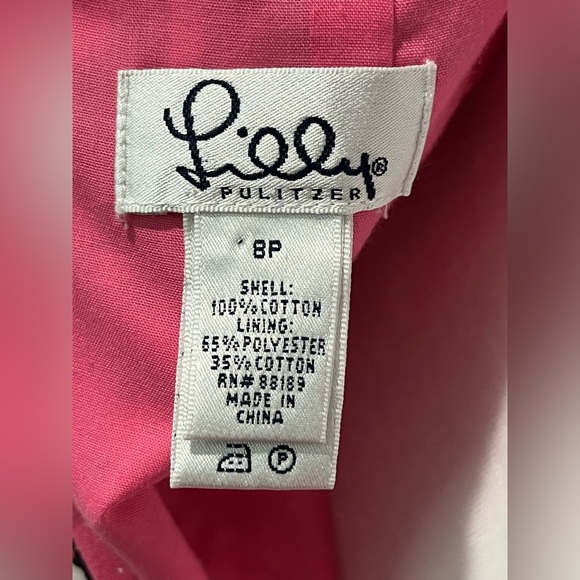 Lilly®
PULITZER
8P
SHELL:
100%COTTON
LINING:
65%POLYESTER
35%COTTON
RN# 88189
MADE IN
CHINA
P